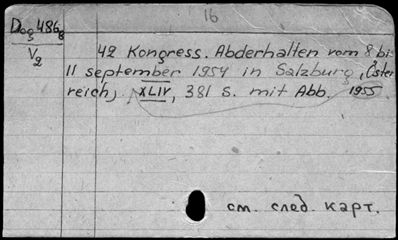 16
Dog 486₈
V₂
42 Kongress. Abderhalten vom 8 bis
11 september 1954 in Salzburg, (Öster
reich). XLIV, 381 s. mit Abb. 1955.
см. след. карт.